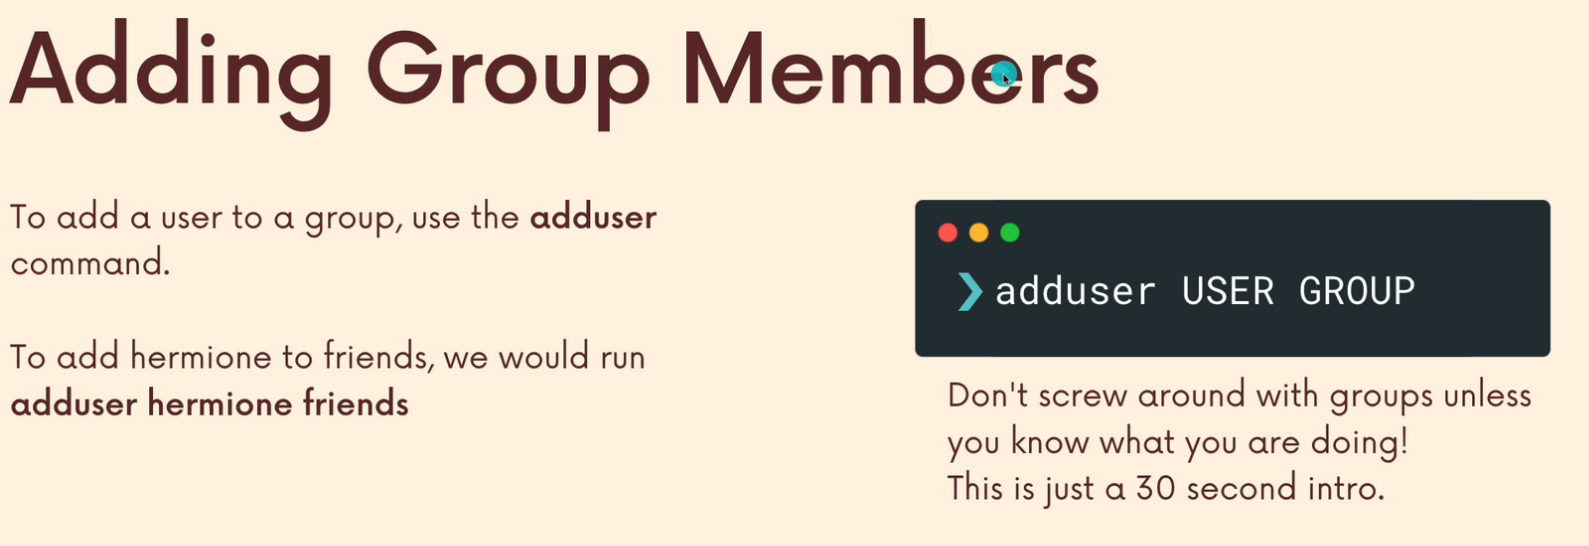 Adding Group Members
To add a user to a group, use the adduser
command.
To add hermione to friends, we would run
adduser hermione friends
❯ adduser USER GROUP
Don't screw around with groups unless
you know what you are doing!
This is just a 30 second intro.